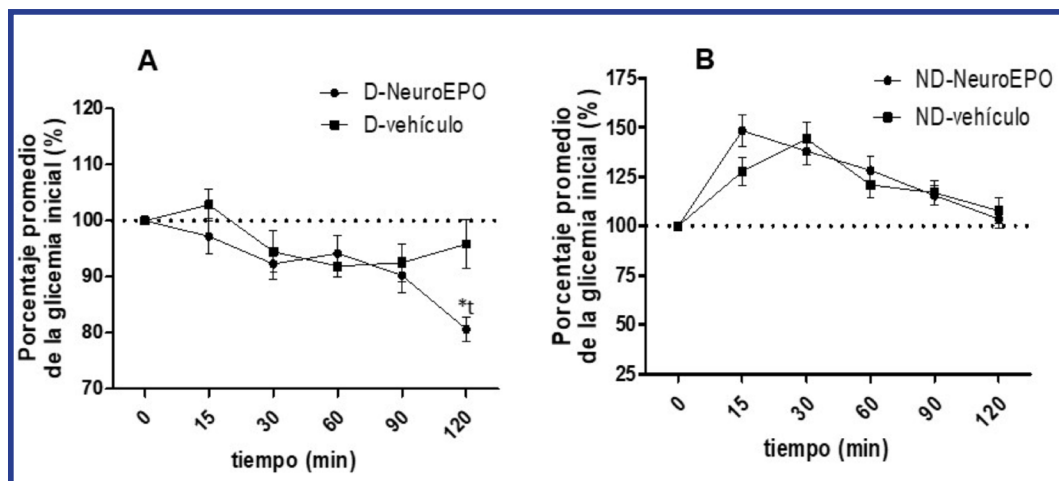 A
D-NeuroEPO
D-vehículo
Porcentaje promedio
de la glicemia inicial (%)
120
110
100
90
80
70
*t
0
15
30
60
90
120
tiempo (min)
B
ND-NeuroEPO
ND-vehículo
Porcentaje promedio
de la glicemia inicial (%)
175
150
125
100
75
50
25
0
15
30
60
90
120
tiempo (min)